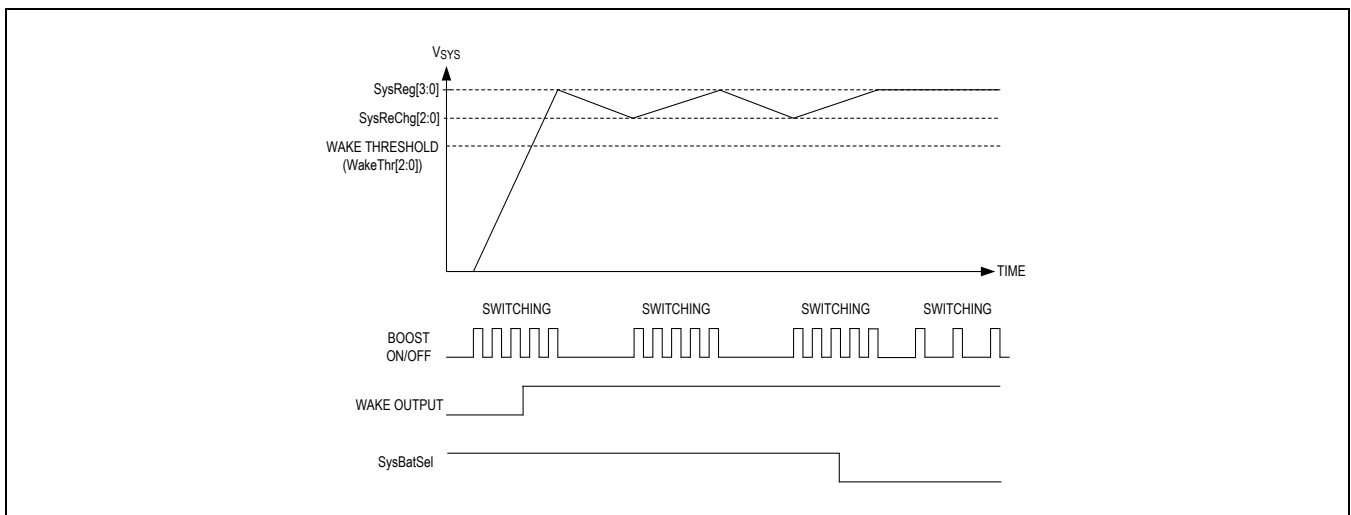 VSYS
SysReg[3:0]
SysReChg[2:0]
WAKE THRESHOLD
(WakeThr[2:0])
TIME
SWITCHING SWITCHING SWITCHING SWITCHING
BOOST
ON/OFF
WAKE OUTPUT
SysBatSel